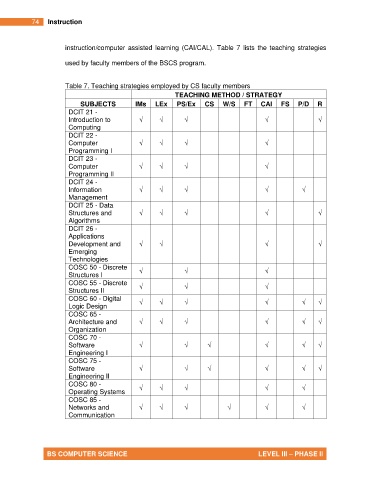 74 Instruction
instruction/computer assisted learning (CAI/CAL). Table 7 lists the teaching strategies
used by faculty members of the BSCS program.
Table 7. Teaching strategies employed by CS faculty members
TEACHING METHOD / STRATEGY
SUBJECTS IMs LEx PS/Ex CS W/S FT CAI FS P/D R
DCIT 21 -
Introduction to √ √ √ √ √
Computing
DCIT 22 -
Computer √ √ √ √
Programming I
DCIT 23 -
Computer √ √ √ √
Programming II
DCIT 24 -
Information √ √ √ √ √
Management
DCIT 25 - Data
Structures and √ √ √ √ √
Algorithms
DCIT 26 -
Applications
Development and √ √ √ √
Emerging
Technologies
COSC 50 - Discrete
Structures I √ √ √
COSC 55 - Discrete
Structures II √ √ √
COSC 60 - Digital
Logic Design √ √ √ √ √ √
COSC 65 -
Architecture and √ √ √ √ √ √
Organization
COSC 70 -
Software √ √ √ √ √ √
Engineering I
COSC 75 -
Software √ √ √ √ √ √
Engineering II
COSC 80 -
Operating Systems √ √ √ √ √
COSC 85 -
Networks and √ √ √ √ √ √
Communication
BS COMPUTER SCIENCE LEVEL III – PHASE II